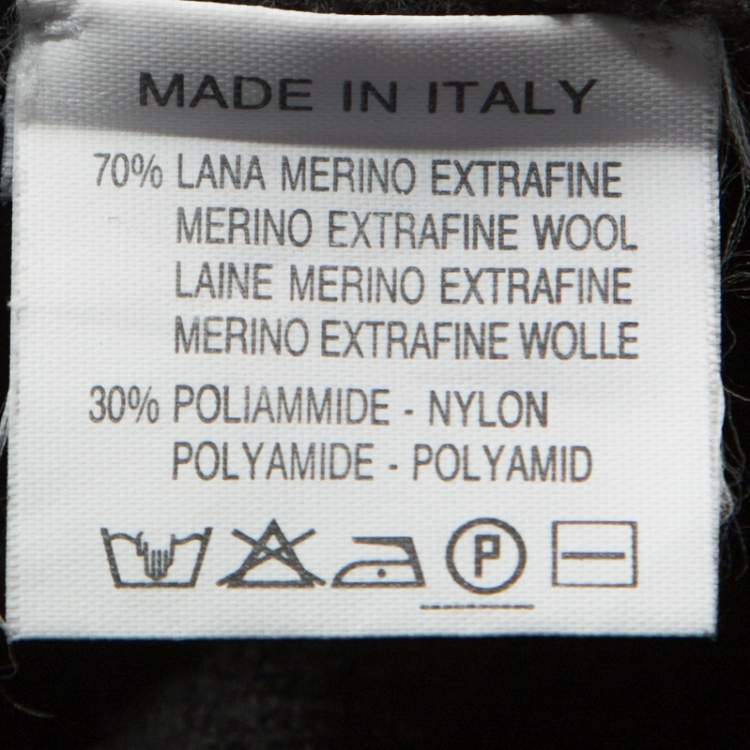 MADE IN ITALY
70% LANA MERINO EXTRAFINE
MERINO EXTRAFINE WOOL
LAINE MERINO EXTRAFINE
MERINO EXTRAFINE WOLLE
30% POLIAMMIDE - NYLON
POLYAMIDE - POLYAMID
P